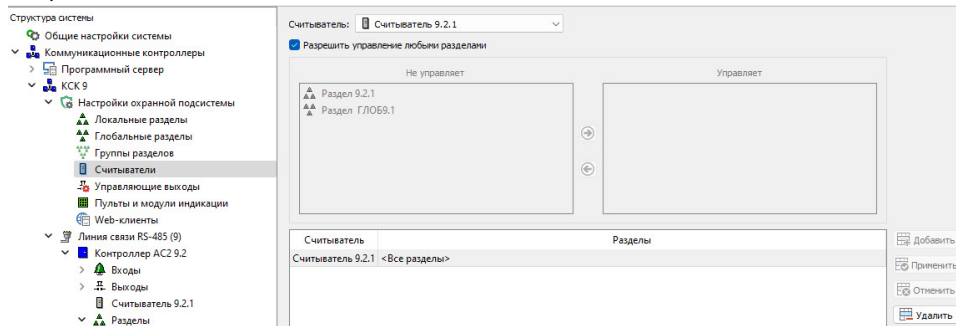 Структура системы
Общие настройки системы
Коммуникационные контроллеры
Программный сервер
КСК 9
Настройки охранной подсистемы
Локальные разделы
Глобальные разделы
Группы разделов
Считыватели
Управляющие выходы
Пульты и модули индикации
Web-клиенты
Линия связи RS-485 (9)
Контроллер AC2 9.2
Входы
Выходы
Считыватель 9.2.1
Разделы
Считыватель: Считыватель 9.2.1
Разрешить управление любыми разделами
Не управляет Управляет
Раздел 9.2.1
Раздел ГЛОБ9.1
Считыватель Разделы
Считыватель 9.2.1 <Все разделы>
Добавить
Применить
Отменить
Удалить